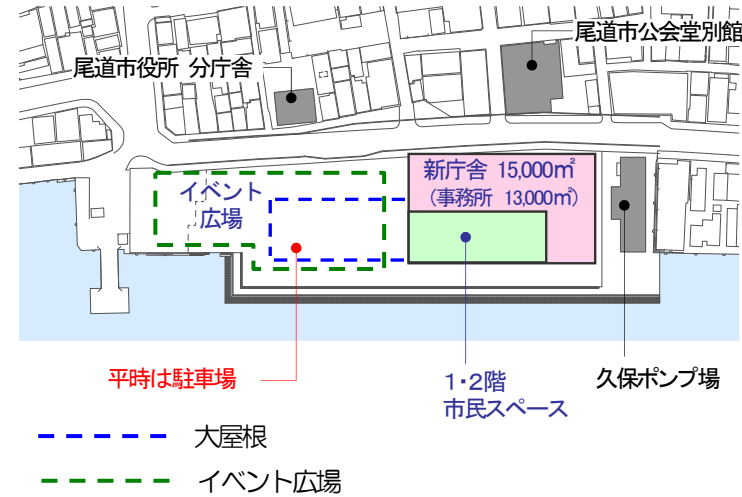 尾道市公会堂別館
尾道市役所 分庁舎
新庁舎 15,000㎡
(事務所 13,000㎡)
イベント
広場
平時は駐車場
1・2階
市民スペース
久保ポンプ場
大屋根
イベント広場